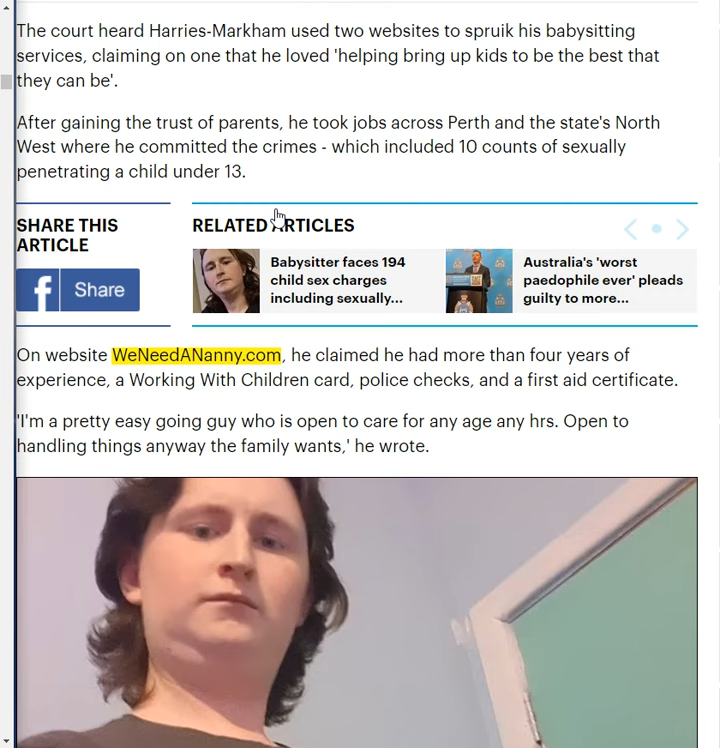 The court heard Harries-Markham used two websites to spruik his babysitting
services, claiming on one that he loved 'helping bring up kids to be the best that
they can be'.
After gaining the trust of parents, he took jobs across Perth and the state's North
West where he committed the crimes - which included 10 counts of sexually
penetrating a child under 13.
SHARE THIS
ARTICLE
f Share
RELATED ARTICLES
Babysitter faces 194
child sex charges
including sexually...
Australia's 'worst
paedophile ever' pleads
guilty to more...
On website WeNeedANanny.com, he claimed he had more than four years of
experience, a Working With Children card, police checks, and a first aid certificate.
'I'm a pretty easy going guy who is open to care for any age any hrs. Open to
handling things anyway the family wants,' he wrote.